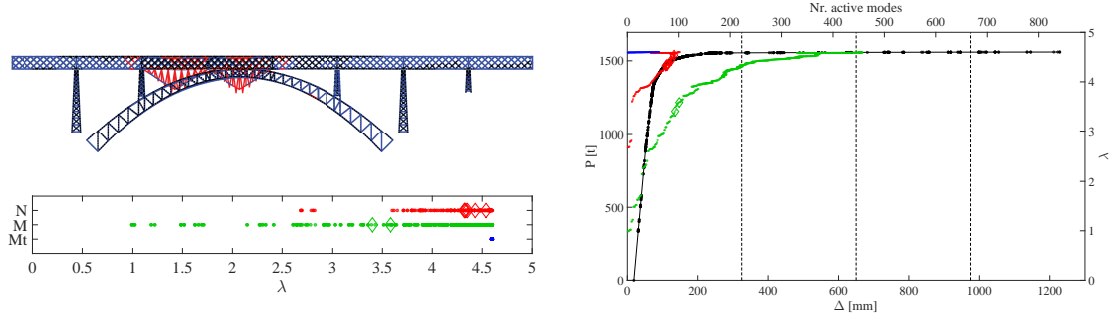 N
M
Mt
0 0.5 1 1.5 2 2.5 3 3.5 4 4.5 5
λ
Nr. active modes
0 100 200 300 400 500 600 700 800
1500
1000
500
0
P [t]
5
4
3
2
1
0
λ
0 200 400 600 800 1000 1200
Δ [mm]